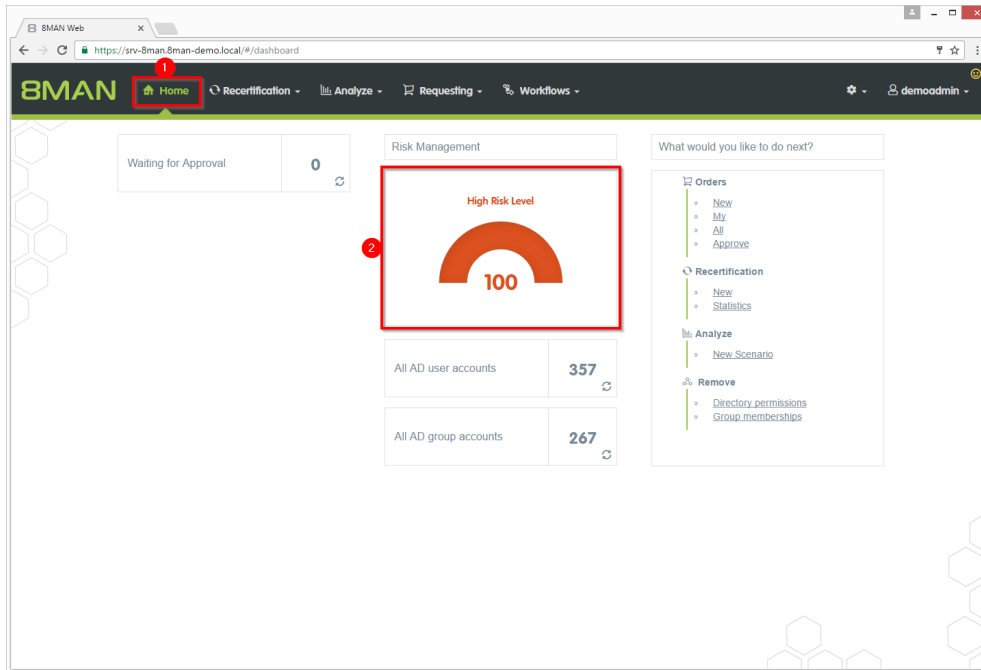 8MAN Web
https://srv-8man.8man-demo.local/#/dashboard
1
8MAN
Home
Recertification
Analyze
Requesting
Workflows
demoadmin
Waiting for Approval
0
Risk Management
What would you like to do next?
2
High Risk Level
100
All AD user accounts
357
All AD group accounts
267
Orders
New
My
All
Approve
Recertification
New
Statistics
Analyze
New Scenario
Remove
Directory permissions
Group memberships